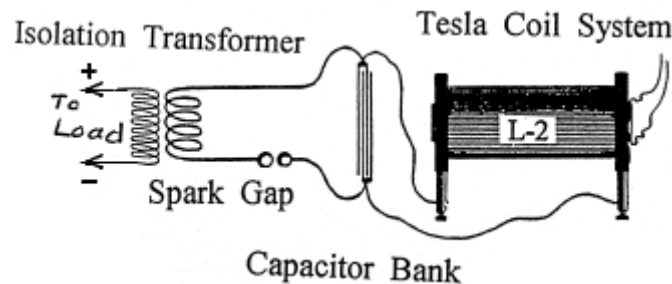 Tesla Coil System
Isolation Transformer
+
To
Load
-
L-2
Spark Gap
Capacitor Bank